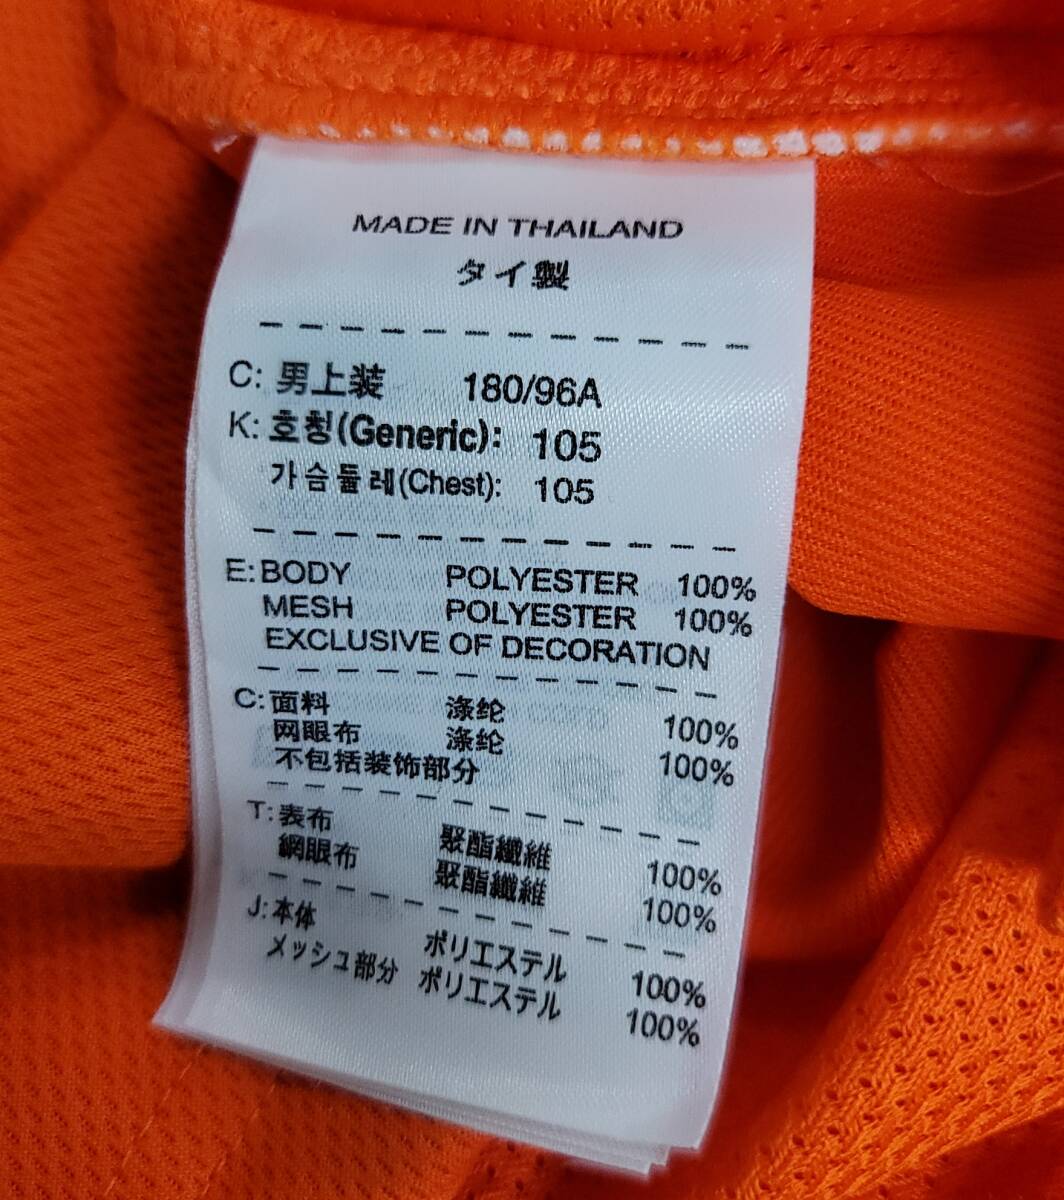 MADE IN THAILAND
タイ製
C: 男上装 180/96A
K: 호칭(Generic): 105
가슴둘레(Chest): 105
E: BODY POLYESTER 100%
MESH POLYESTER 100%
EXCLUSIVE OF DECORATION
C: 面料 涤纶 100%
网眼布 涤纶 100%
不包括装饰部分
T: 表布 聚酯纖維 100%
網眼布 聚酯纖維 100%
J: 本体 ポリエステル 100%
メッシュ部分 ポリエステル 100%